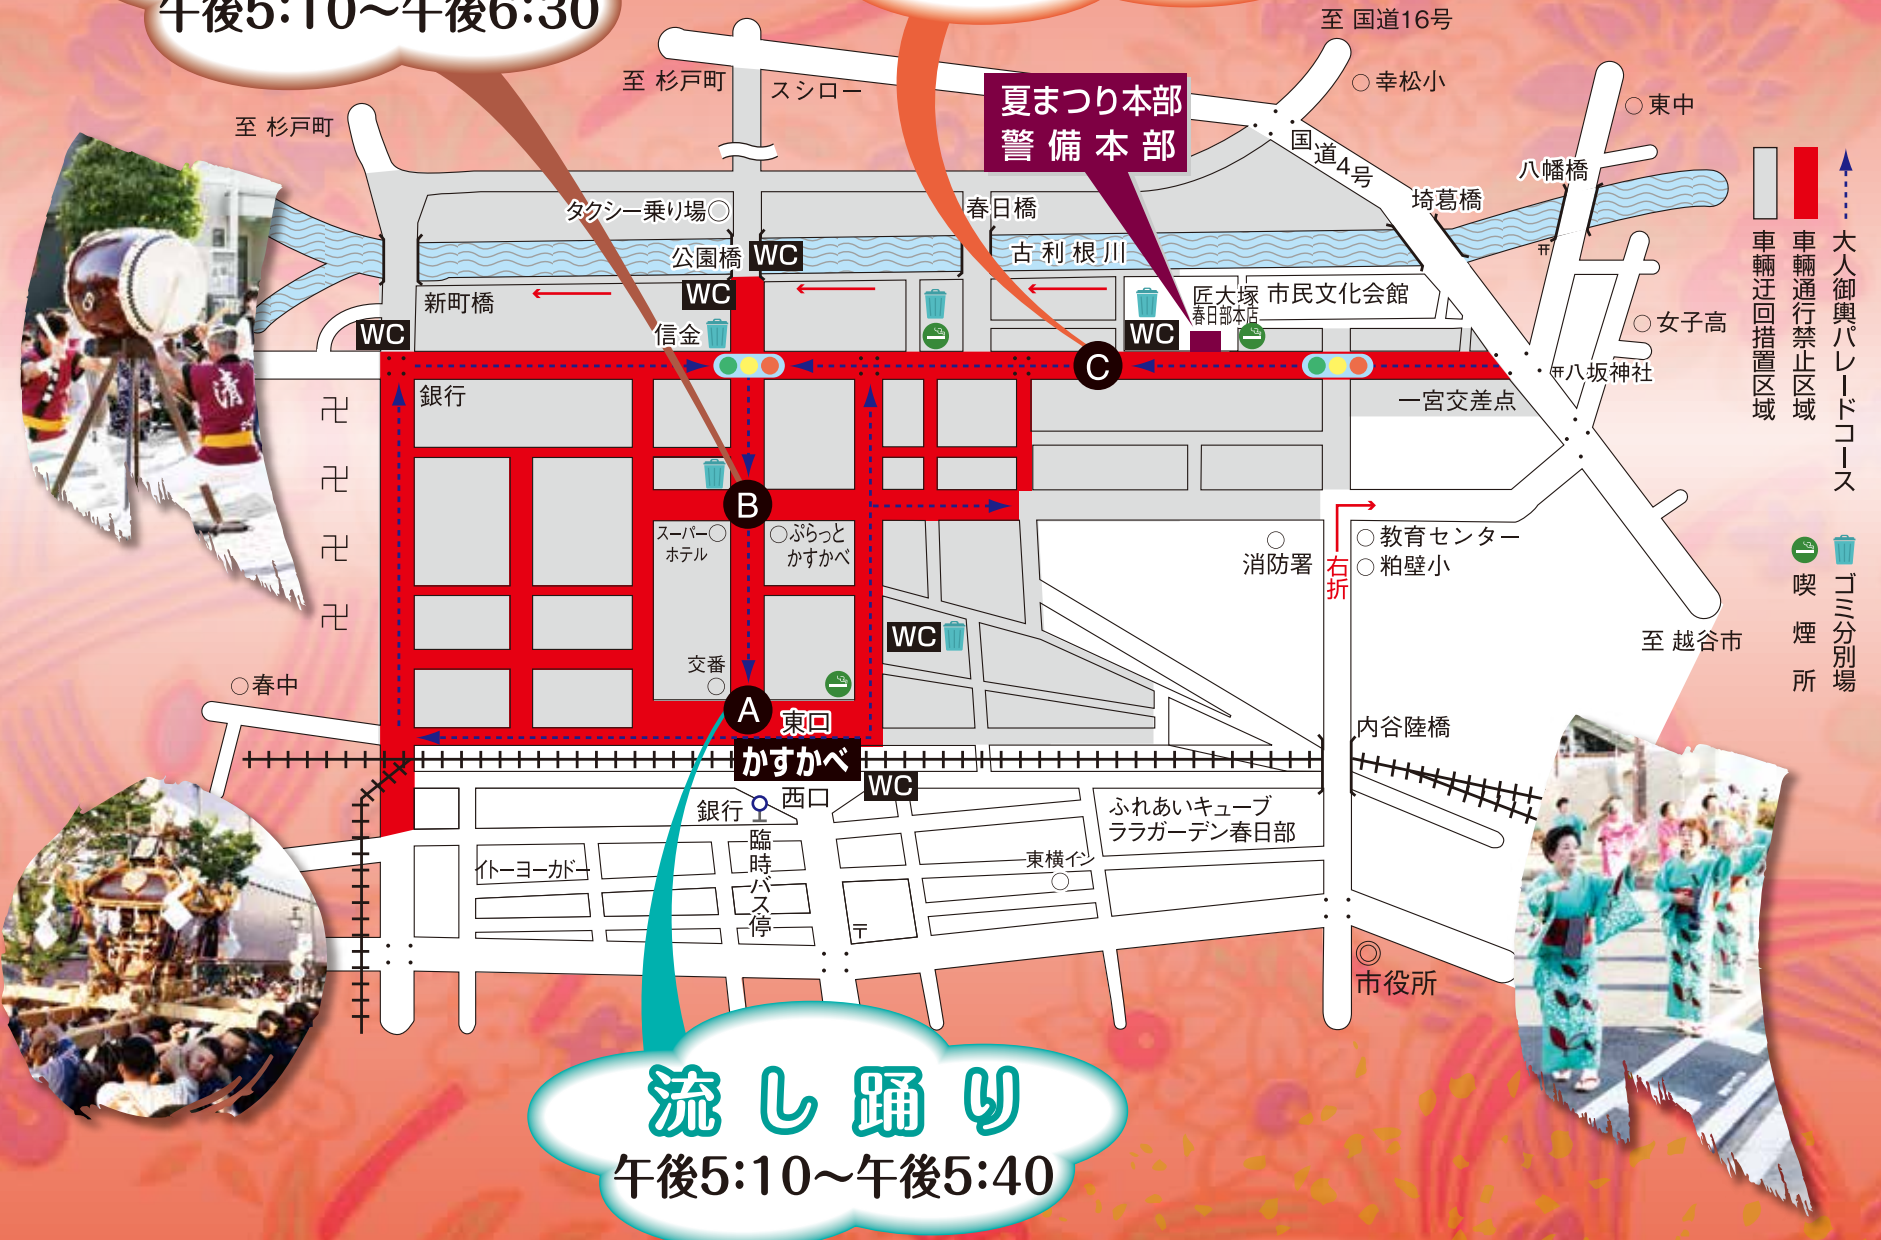 午後5:10〜午後6:30
至 国道16号
至 杉戸町
スシロー
幸松小
東中
至 杉戸町
夏まつり本部
警備本部
国道4号
八幡橋
埼葛橋
タクシー乗り場
春日橋
公園橋
WC
古利根川
新町橋
WC
匠大塚
春日部本店
市民文化会館
WC
信金
WC
女子高
C
八坂神社
銀行
一宮交差点
B
スーパー
ホテル
ぷらっと
かすかべ
消防署
右折
教育センター
粕壁小
WC
至 越谷市
交番
春中
A
東口
内谷陸橋
かすかべ
WC
銀行
西口
臨時バス停
ふれあいキューブ
ララガーデン春日部
イトーヨーカドー
東横イン
〒
市役所
大人御輿パレードコース
車輌通行禁止区域
車輌迂回措置区域
ゴミ分別場
喫煙所
卍
卍
卍
卍
清
流し踊り
午後5:10〜午後5:40